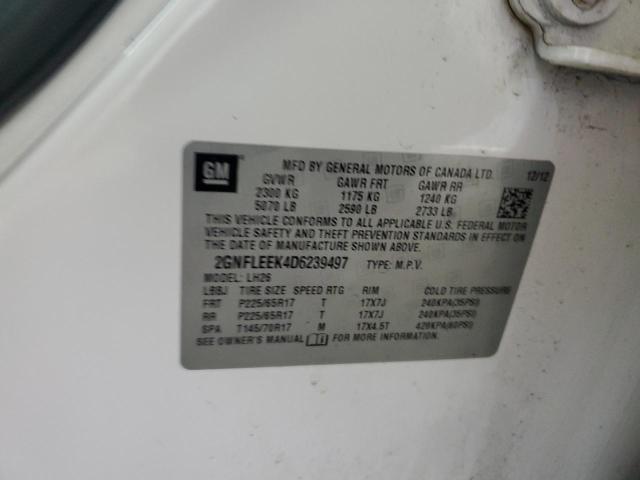 GM
MFD BY GENERAL MOTORS OF CANADA LTD. 12/12
GVWR GAWR FRT GAWR RR
2300 KG 1175 KG 1240 KG
5070 LB 2590 LB 2733 LB
THIS VEHICLE CONFORMS TO ALL APPLICABLE U.S. FEDERAL MOTOR
VEHICLE SAFETY AND THEFT PREVENTION STANDARDS IN EFFECT ON
THE DATE OF MANUFACTURE SHOWN ABOVE.
2GNFLEEK4D6239497 TYPE: M.P.V.
MODEL: LH26
LBBJ TIRE SIZE SPEED RTG RIM COLD TIRE PRESSURE
FRT P225/65R17 T 17X7J 240KPA(35PSI)
RR P225/65R17 T 17X7J 240KPA(35PSI)
SPA T145/70R17 M 17X4.5T 420KPA(60PSI)
SEE OWNER'S MANUAL FOR MORE INFORMATION.